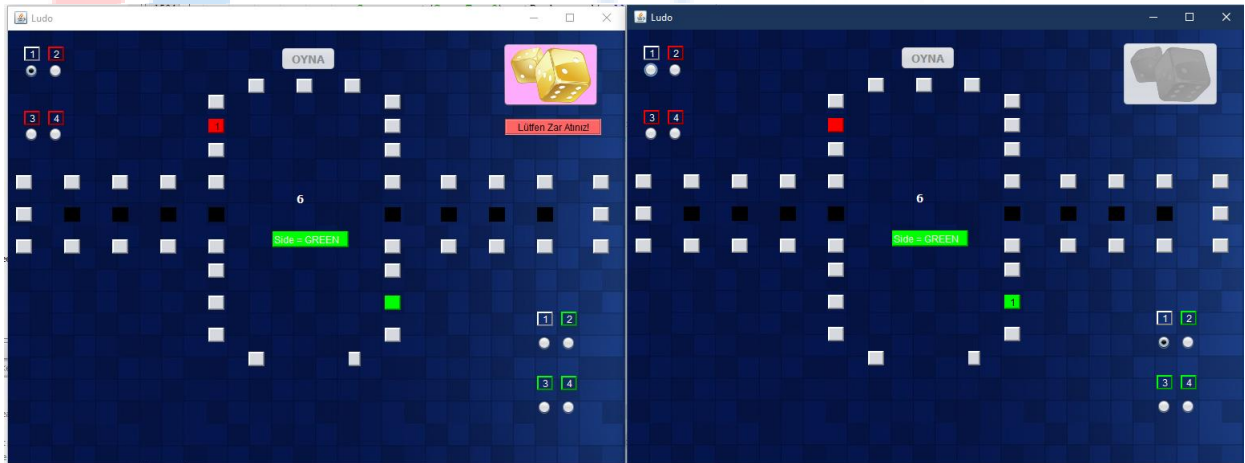 Ludo
OYNA
1 2
3 4
1
Lütfen Zar Atınız!
6
Side = GREEN
1 2
3 4
Ludo
OYNA
1 2
3 4
6
Side = GREEN
1
1 2
3 4